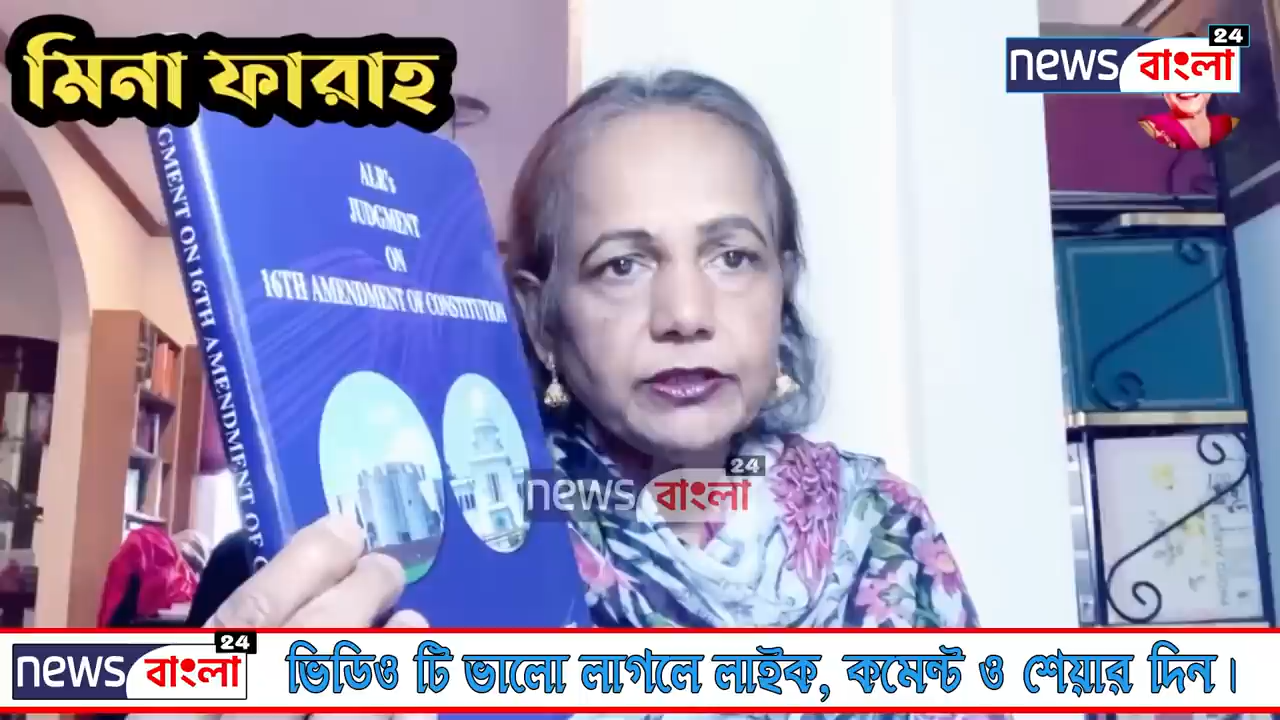 মিনা ফারাহ
news বাংলা 24
ALR's
JUDGMENT
ON
16TH AMENDMENT OF CONSTITUTION
GMENT ON 16TH AMENDMENT OF C
news বাংলা 24
news বাংলা 24
ভিডিও টি ভালো লাগলে লাইক, কমেন্ট ও শেয়ার দিন।